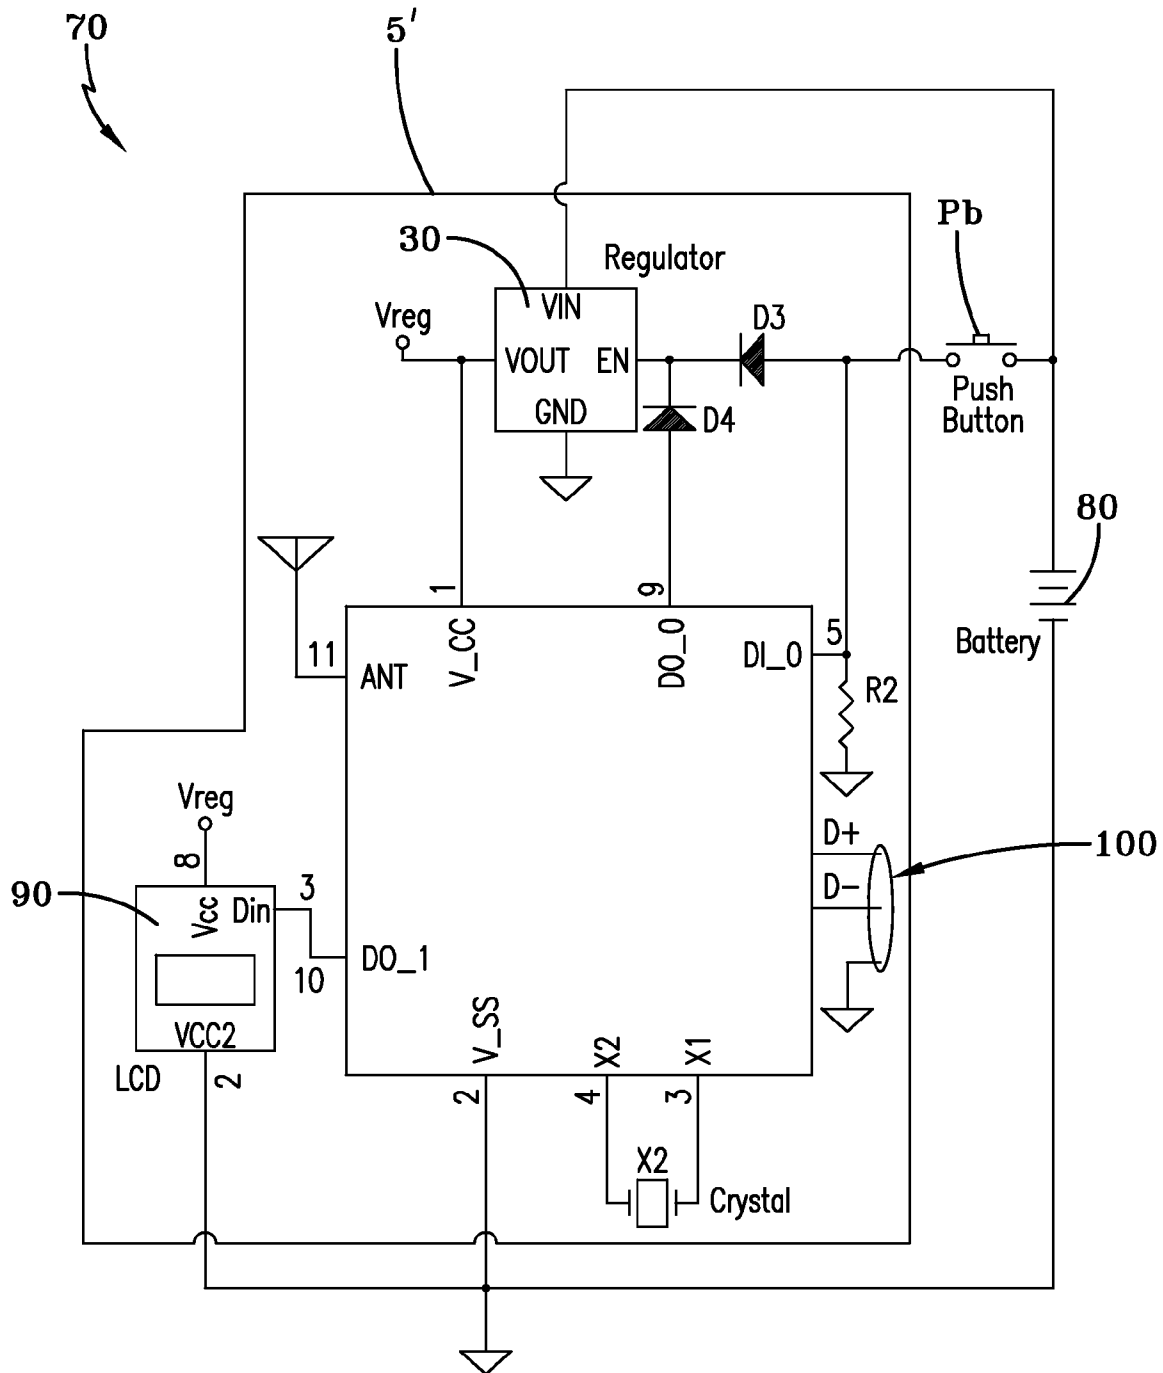 70
5'
Pb
30
Regulator
VIN
Vreg
D3
VOUT
EN
GND
D4
Push
Button
80
Battery
1
9
5
11
ANT
V_CC
DO_0
DI_0
R2
Vreg
8
D+
100
D-
90
Vcc
Din
3
10
DO_1
VCC2
LCD
2
V_SS
X2
X1
2
4
3
X2
Crystal